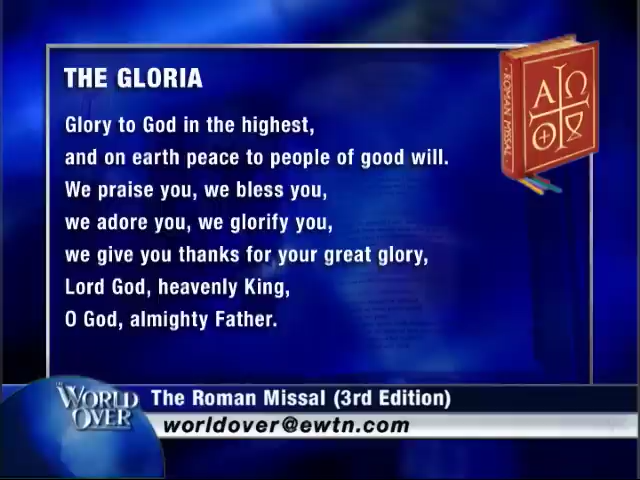 THE GLORIA
Glory to God in the highest,
and on earth peace to people of good will.
We praise you, we bless you,
we adore you, we glorify you,
we give you thanks for your great glory,
Lord God, heavenly King,
O God, almighty Father.
ROMAN MISSAL
Α Ω
THE
WORLD
OVER
The Roman Missal (3rd Edition)
worldover@ewtn.com